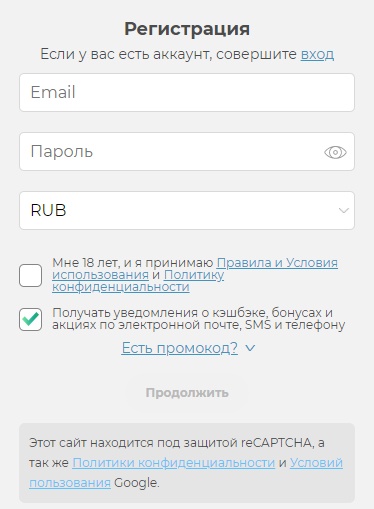 Регистрация
Если у вас есть аккаунт, совершите вход
Email
Пароль
RUB
Мне 18 лет, и я принимаю Правила и Условия
использования и Политику
конфиденциальности
Получать уведомления о кэшбэке, бонусах и
акциях по электронной почте, SMS и телефону
Есть промокод?
Продолжить
Этот сайт находится под защитой reCAPTCHA, а
так же Политики конфиденциальности и Условий
пользования Google.